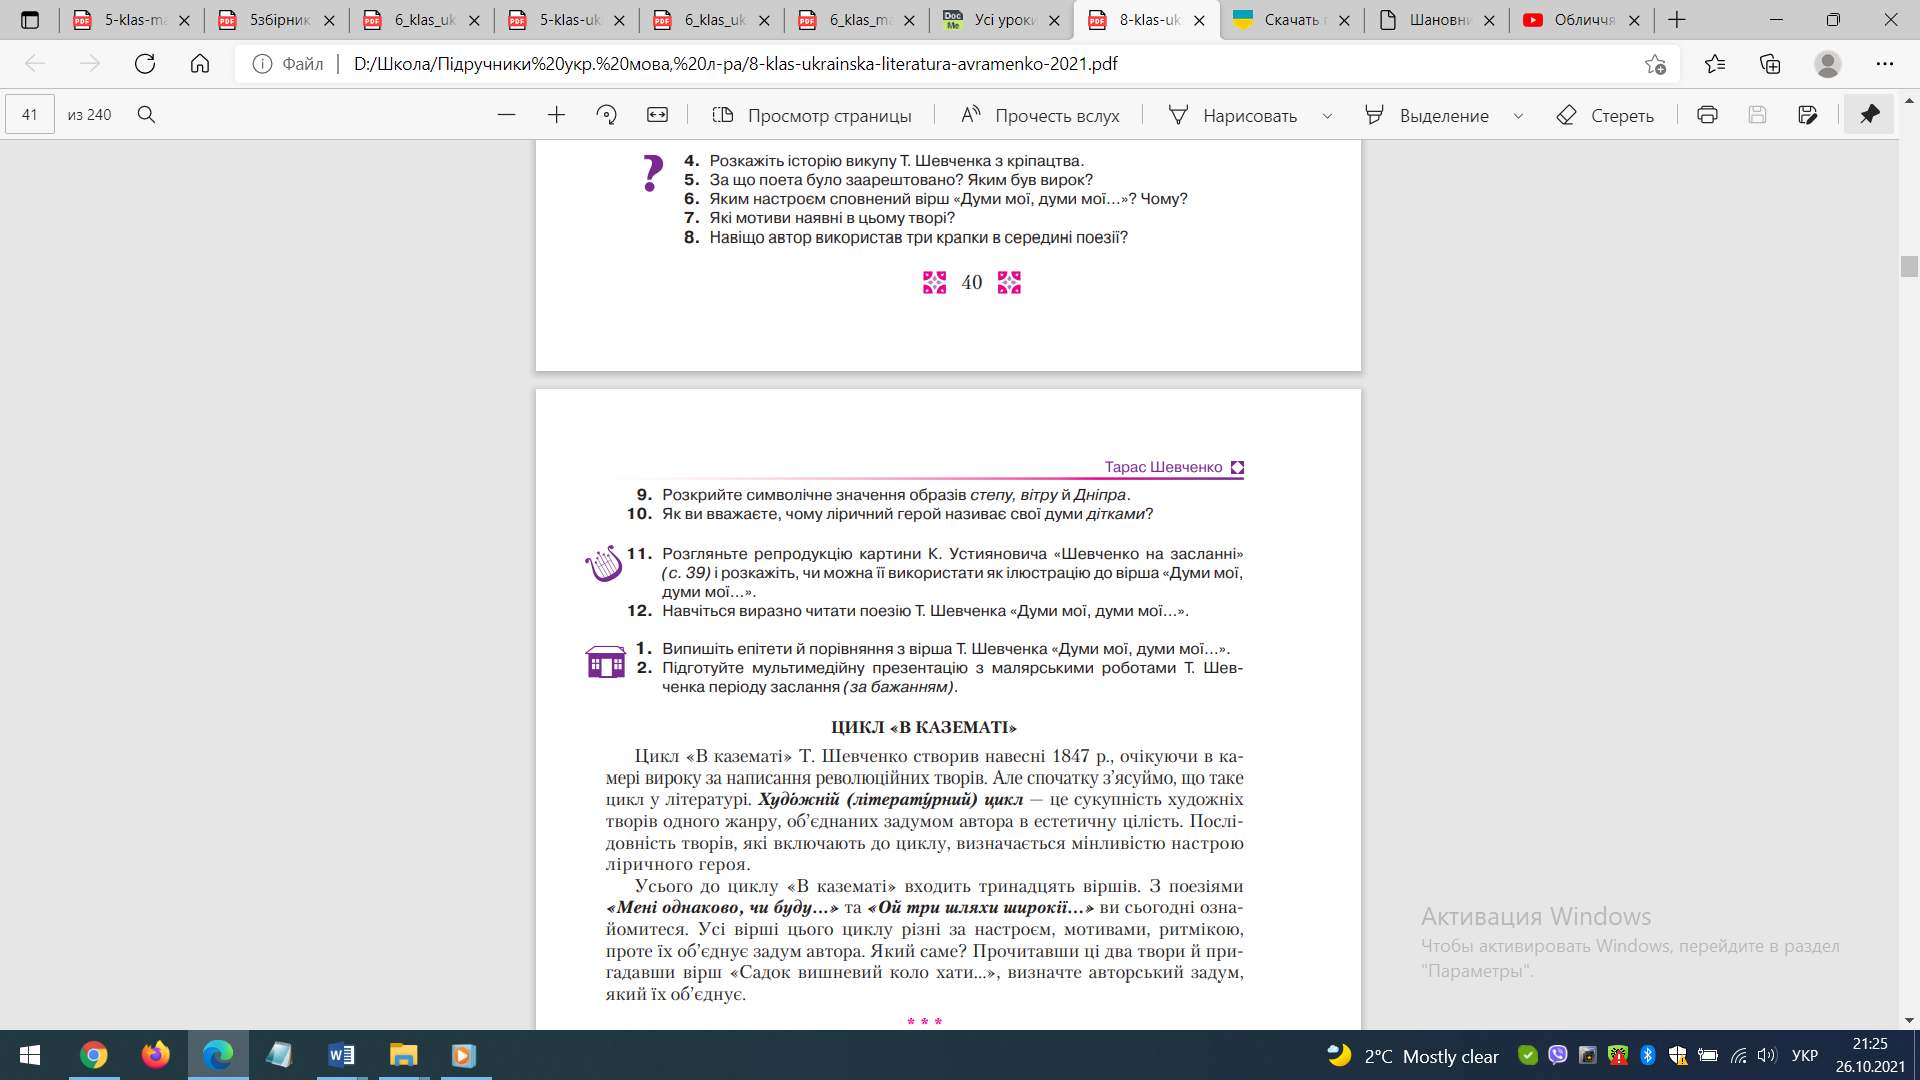 5-klas-ma
5збірник
6_klas_uk
5-klas-uk
6_klas_uk
6_klas_ma
Усі уроки
8-klas-uk
Скачать
Шановн
Обличчя
Файл
D:/Школа/Підручники%20укр.%20мова,%20л-ра/8-klas-ukrainska-literatura-avramenko-2021.pdf
41
из 240
Просмотр страницы
Прочесть вслух
Нарисовать
Выделение
Стереть
4. Розкажіть історію викупу Т. Шевченка з кріпацтва.
5. За що поета було заарештовано? Яким був вирок?
6. Яким настроєм сповнений вірш «Думи мої, думи мої...»? Чому?
7. Які мотиви наявні в цьому творі?
8. Навіщо автор використав три крапки в середині поезії?
40
Тарас Шевченко
9. Розкрийте символічне значення образів степу, вітру й Дніпра.
10. Як ви вважаєте, чому ліричний герой називає свої думи дітками?
11. Розгляньте репродукцію картини К. Устияновича «Шевченко на засланні»
(с. 39) і розкажіть, чи можна її використати як ілюстрацію до вірша «Думи мої,
думи мої...».
12. Навчіться виразно читати поезію Т. Шевченка «Думи мої, думи мої...».
1. Випишіть епітети й порівняння з вірша Т. Шевченка «Думи мої, думи мої...».
2. Підготуйте мультимедійну презентацію з малярськими роботами Т. Шев-
ченка періоду заслання (за бажанням).
ЦИКЛ «В КАЗЕМАТІ»
Цикл «В казематі» Т. Шевченко створив навесні 1847 р., очікуючи в ка-
мері вироку за написання революційних творів. Але спочатку з’ясуймо, що таке
цикл у літературі. Худо́жній (літерату́рний) цикл — це сукупність художніх
творів одного жанру, об’єднаних задумом автора в естетичну цілість. Послі-
довність творів, які включають до циклу, визначається мінливістю настрою
ліричного героя.
Усього до циклу «В казематі» входить тринадцять віршів. З поезіями
«Мені однаково, чи буду...» та «Ой три шляхи широкії...» ви сьогодні озна-
йомитеся. Усі вірші цього циклу різні за настроєм, мотивами, ритмікою,
проте їх об’єднує задум автора. Який саме? Прочитавши ці два твори й при-
гадавши вірш «Садок вишневий коло хати...», визначте авторський задум,
який їх об’єднує.
* * *
Активация Windows
Чтобы активировать Windows, перейдите в раздел
"Параметры".
2°C Mostly clear
УКР
21:25
26.10.2021